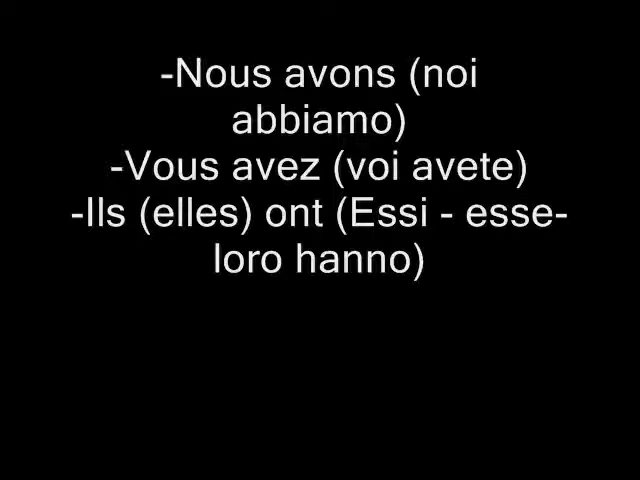 -Nous avons (noi
abbiamo)
-Vous avez (voi avete)
-Ils (elles) ont (Essi - esse-
loro hanno)